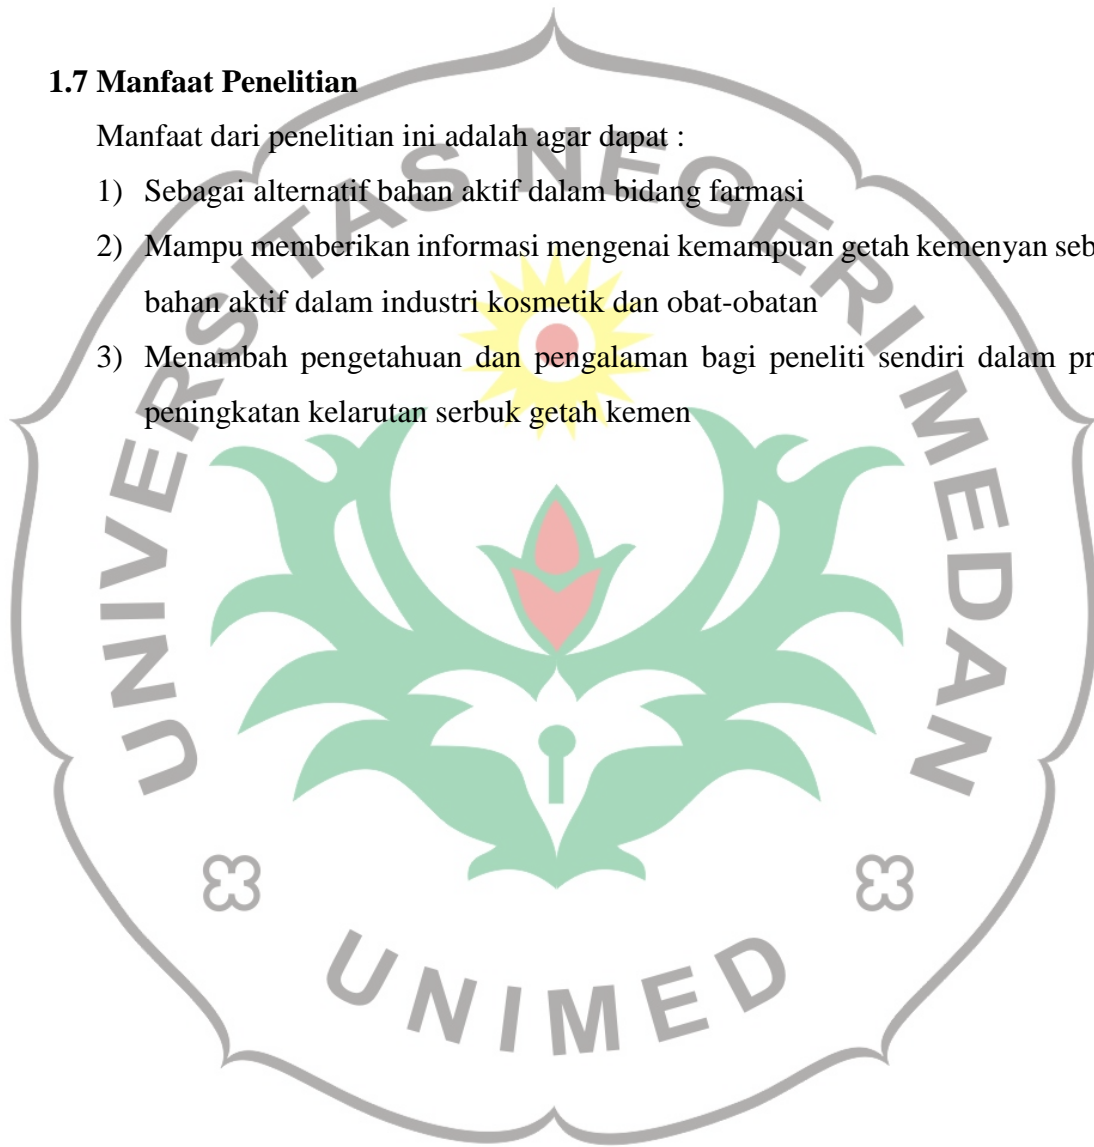 1.7 Manfaat Penelitian
Manfaat dari penelitian ini adalah agar dapat :
1) Sebagai alternatif bahan aktif dalam bidang farmasi
2) Mampu memberikan informasi mengenai kemampuan getah kemenyan seb
bahan aktif dalam industri kosmetik dan obat-obatan
3) Menambah pengetahuan dan pengalaman bagi peneliti sendiri dalam pr
peningkatan kelarutan serbuk getah kemen
UNIVERSITAS NEGERI MEDAN
UNIMED